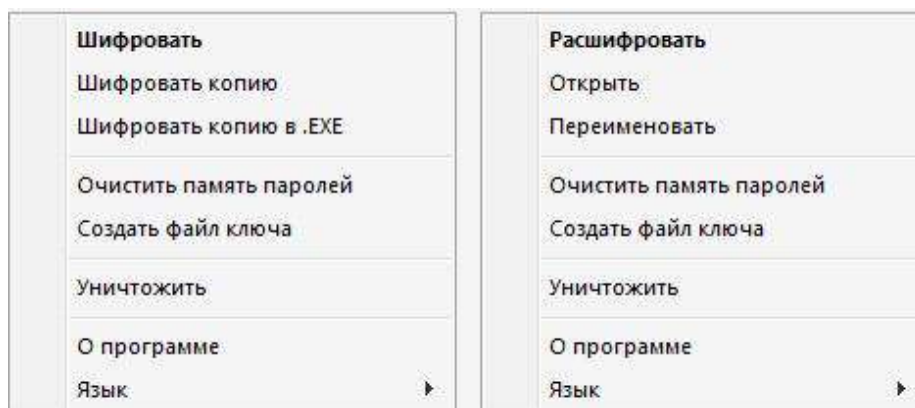 Шифровать
Шифровать копию
Шифровать копию в .EXE
Очистить память паролей
Создать файл ключа
Уничтожить
О программе
Язык
Расшифровать
Открыть
Переименовать
Очистить память паролей
Создать файл ключа
Уничтожить
О программе
Язык